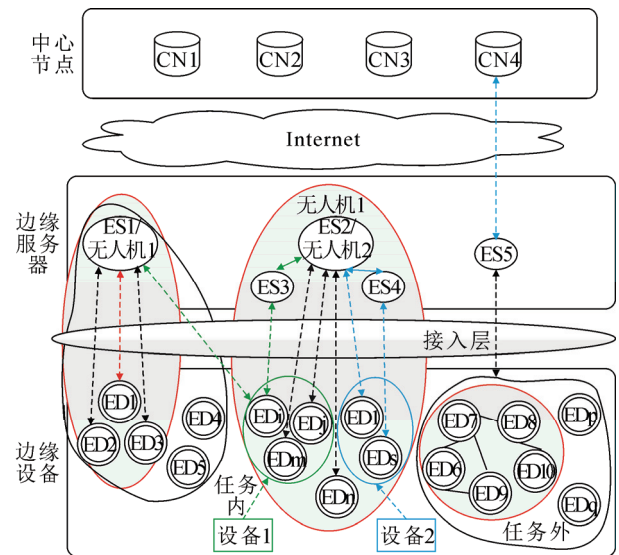 中心
节点
CN1 CN2 CN3 CN4
Internet
边缘
服务
器
ES1/
无人机1
无人机1
ES2/
无人机2
ES3
ES4
ES5
接入层
边缘
设备
ED1
ED2
ED3
ED4
ED5
EDi
EDj
EDm
EDn
ED1
EDs
ED7
ED8
ED6
ED10
ED9
EDp
EDq
任务
内
任务外
设备1
设备2